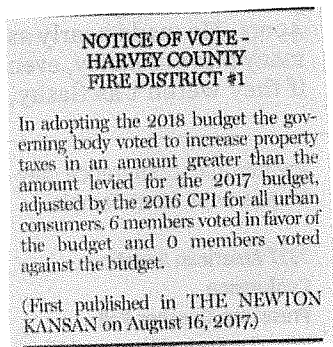 NOTICE OF VOTE -
HARVEY COUNTY
FIRE DISTRICT #1
In adopting the 2018 budget the gov-
erning body voted to increase property
taxes in an amount greater than the
amount levied for the 2017 budget,
adjusted by the 2016 CPI for all urban
consumers. 6 members voted in favor of
the budget and 0 members voted
against the budget.
(First published in THE NEWTON
KANSAN on August 16, 2017.)